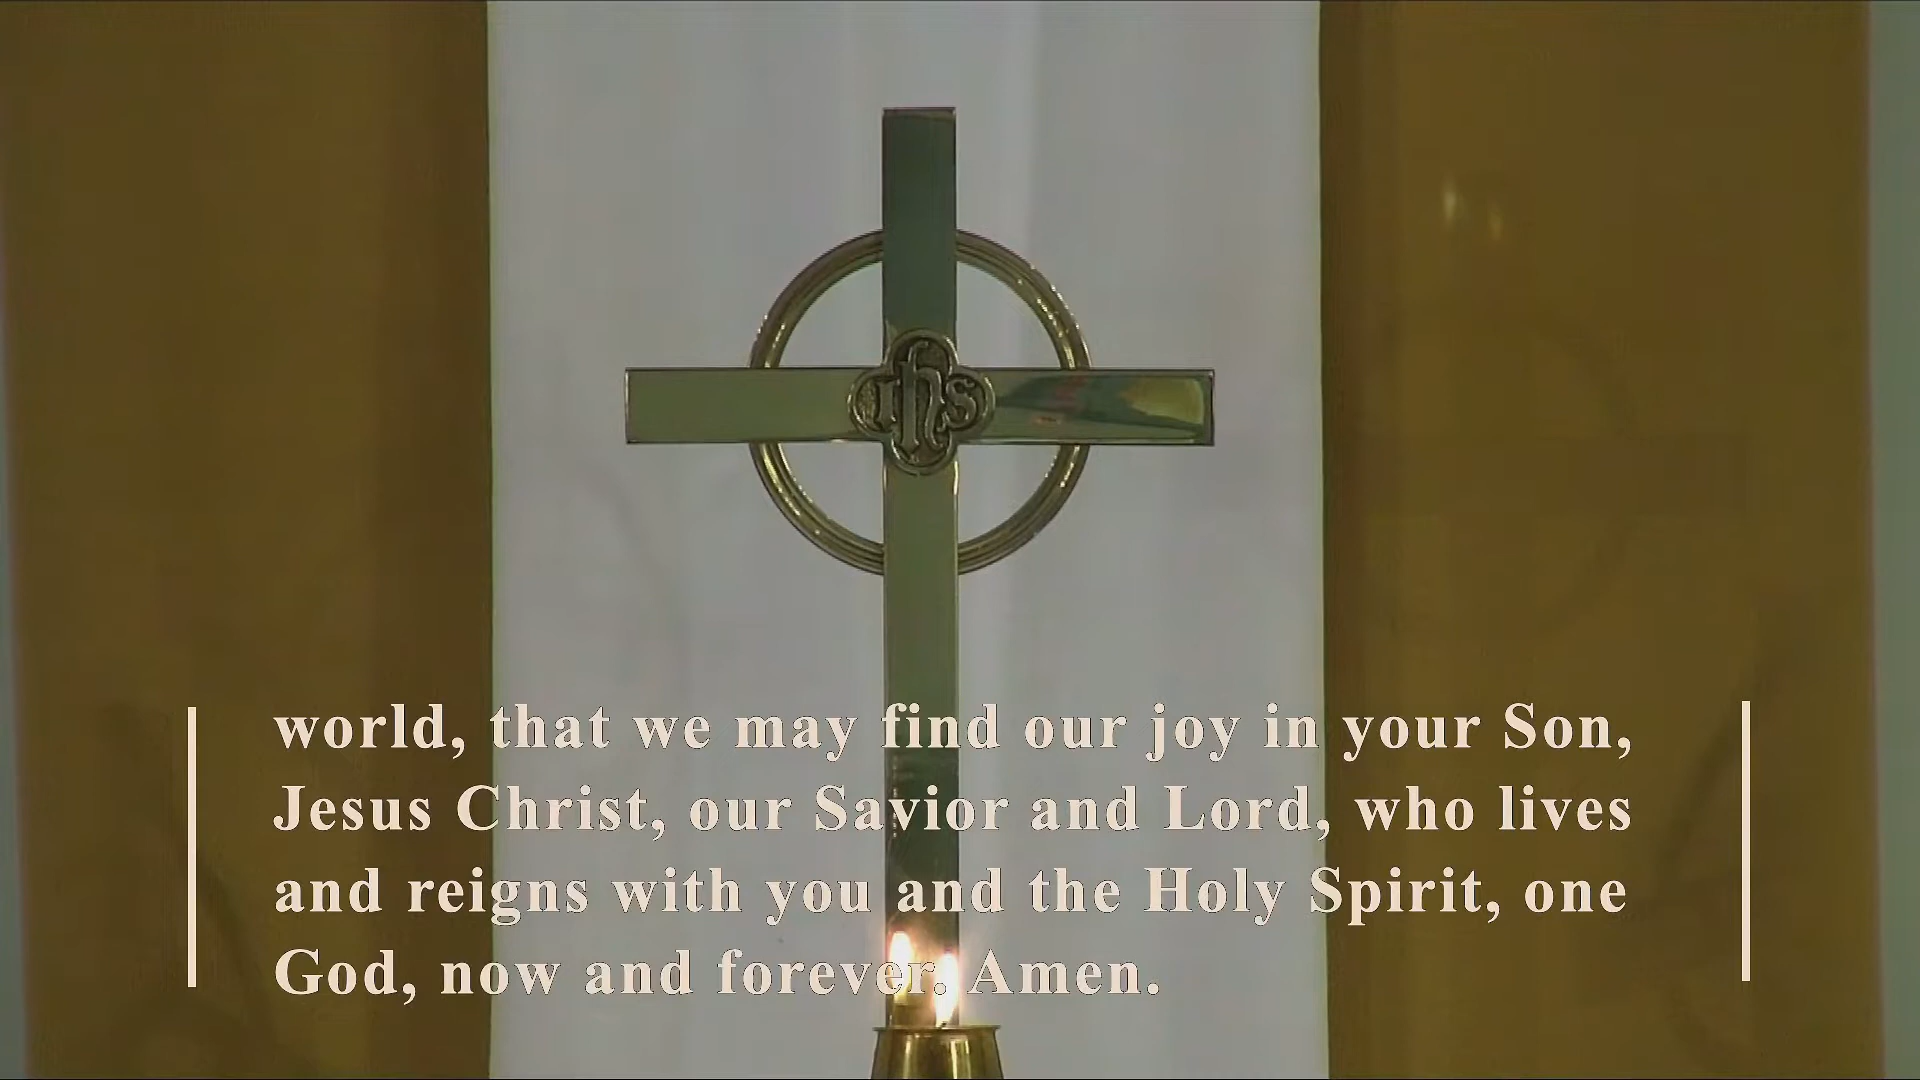 IHS
world, that we may find our joy in your Son,
Jesus Christ, our Savior and Lord, who lives
and reigns with you and the Holy Spirit, one
God, now and forever. Amen.